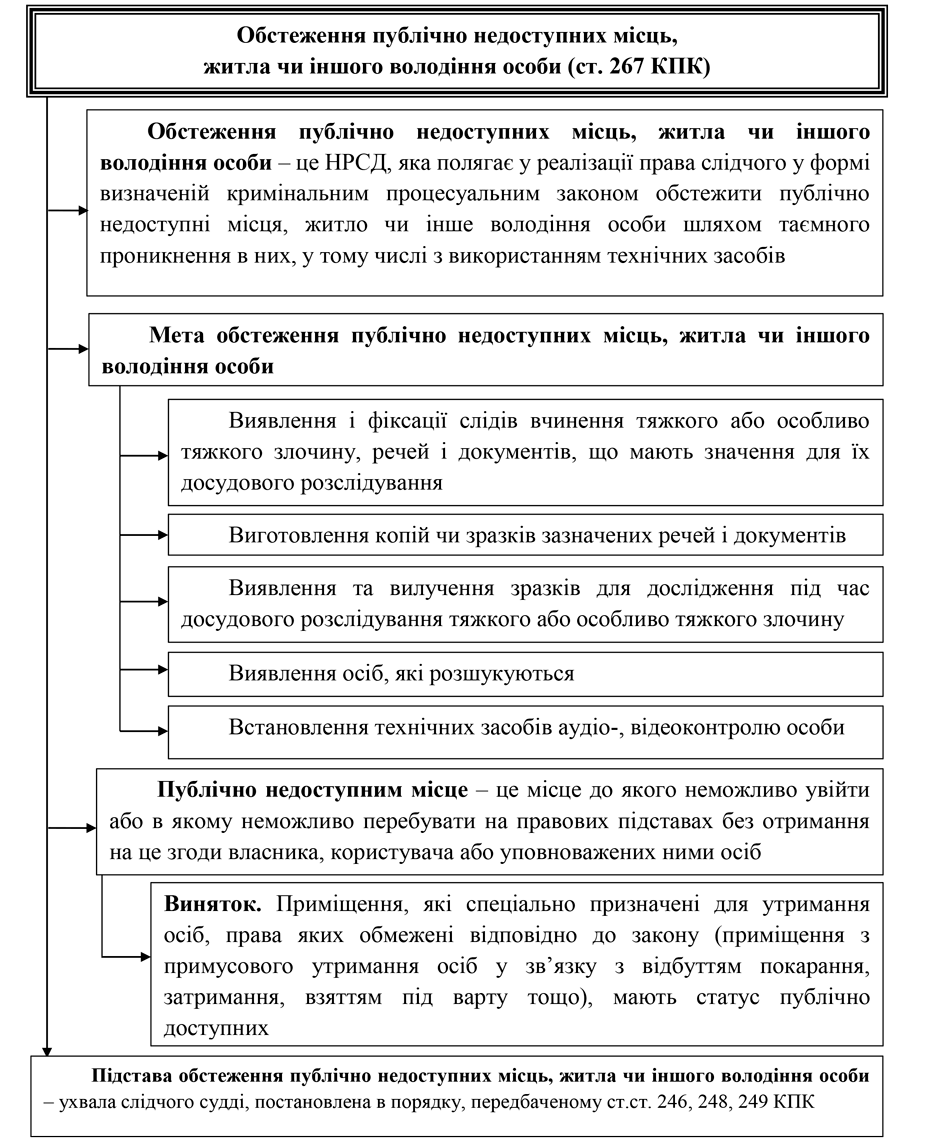 Обстеження публічно недоступних місць,
житла чи іншого володіння особи (ст. 267 КПК)
Обстеження публічно недоступних місць, житла чи іншого
володіння особи – це НРСД, яка полягає у реалізації права слідчого у формі
визначеній кримінальним процесуальним законом обстежити публічно
недоступні місця, житло чи інше володіння особи шляхом таємного
проникнення в них, у тому числі з використанням технічних засобів
Мета обстеження публічно недоступних місць, житла чи іншого
володіння особи
Виявлення і фіксації слідів вчинення тяжкого або особливо
тяжкого злочину, речей і документів, що мають значення для їх
досудового розслідування
Виготовлення копій чи зразків зазначених речей і документів
Виявлення та вилучення зразків для дослідження під час
досудового розслідування тяжкого або особливо тяжкого злочину
Виявлення осіб, які розшукуються
Встановлення технічних засобів аудіо-, відеоконтролю особи
Публічно недоступним місце – це місце до якого неможливо увійти
або в якому неможливо перебувати на правових підставах без отримання
на це згоди власника, користувача або уповноважених ними осіб
Виняток. Приміщення, які спеціально призначені для утримання
осіб, права яких обмежені відповідно до закону (приміщення з
примусового утримання осіб у зв’язку з відбуттям покарання,
затримання, взяттям під варту тощо), мають статус публічно
доступних
Підстава обстеження публічно недоступних місць, житла чи іншого володіння особи
– ухвала слідчого судді, постановлена в порядку, передбаченому ст.ст. 246, 248, 249 КПК